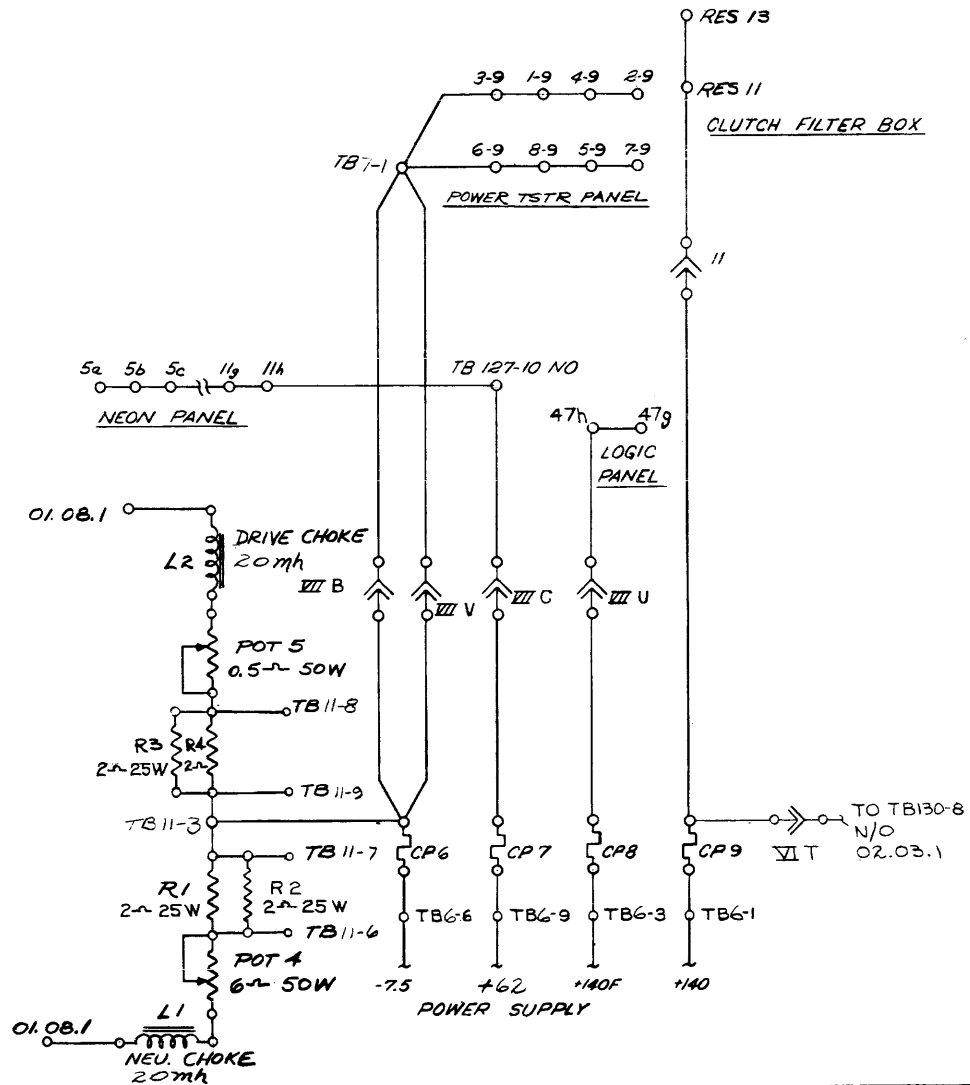 RES 13
3-9 1-9 4-9 2-9
RES 11
CLUTCH FILTER BOX
TB7-1
6-9 8-9 5-9 7-9
POWER TSTR PANEL
11
5a 5b 5c 11g 11h
TB 127-10 NO
NEON PANEL
47h 47g
LOGIC
PANEL
01.08.1
L2
DRIVE CHOKE
20mh
VIII B
VIII V
VIII C
VIII U
POT 5
0.5Ω 50W
TB 11-8
R3
2Ω 25W
R4
2Ω
TB 11-9
TB 11-3
TB 11-7
R1
2Ω 25W
R2
2Ω 25W
TB 11-6
POT 4
6Ω 50W
L1
01.08.1
NEU. CHOKE
20mh
CP6
CP7
CP8
CP9
VI T
TO TB130-8
N/O
02.03.1
TB6-9
TB6-3
TB6-1
-7.5
+62
+140F
+140
POWER SUPPLY